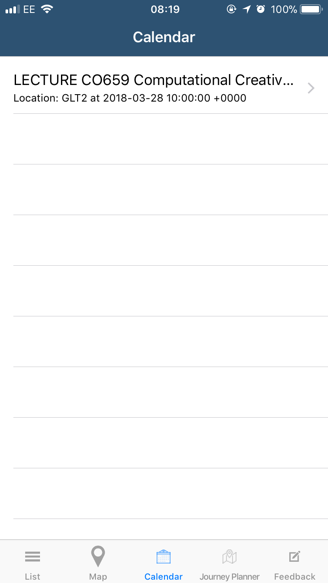 EE 08:19 100%
Calendar
LECTURE CO659 Computational Creativ...
Location: GLT2 at 2018-03-28 10:00:00 +0000
List Map Calendar Journey Planner Feedback